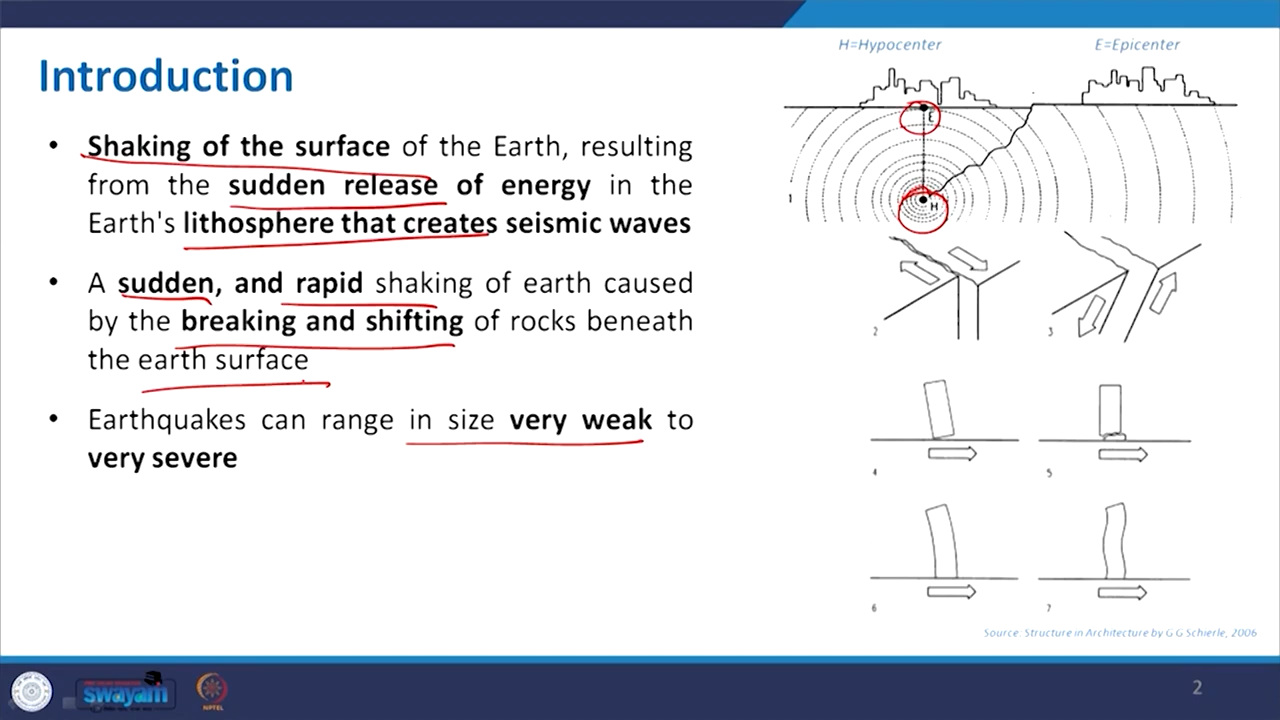 H=Hypocenter
E=Epicenter
Introduction
• Shaking of the surface of the Earth, resulting
from the sudden release of energy in the
Earth's lithosphere that creates seismic waves
• A sudden, and rapid shaking of earth caused
by the breaking and shifting of rocks beneath
the earth surface
• Earthquakes can range in size very weak to
very severe
E
H
1
2
3
4
5
6
7
Source: Structure in Architecture by G G Schierle, 2006
swayam
NPTEL
2